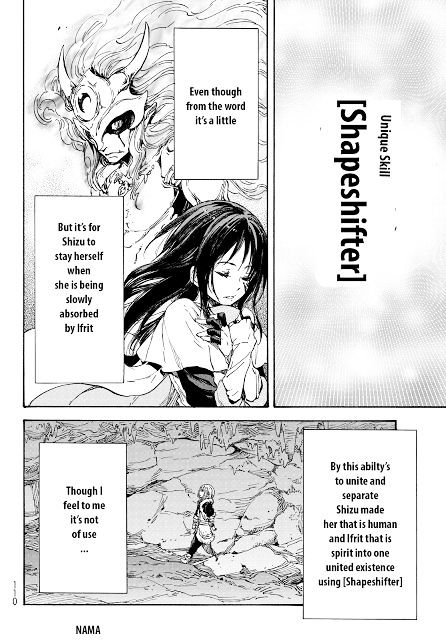 Unique Skill
[Shapeshifter]
Even though
from the word
it's a little
But it's for
Shizu to
stay herself
when
she is being
slowly
absorbed
by Ifrit
By this abilty's
to unite and
separate
Shizu made
her that is human
and Ifrit that is
spirit into one
united existence
using [Shapeshifter]
Though I
feel to me
it's not
of use
...
110
NAMA